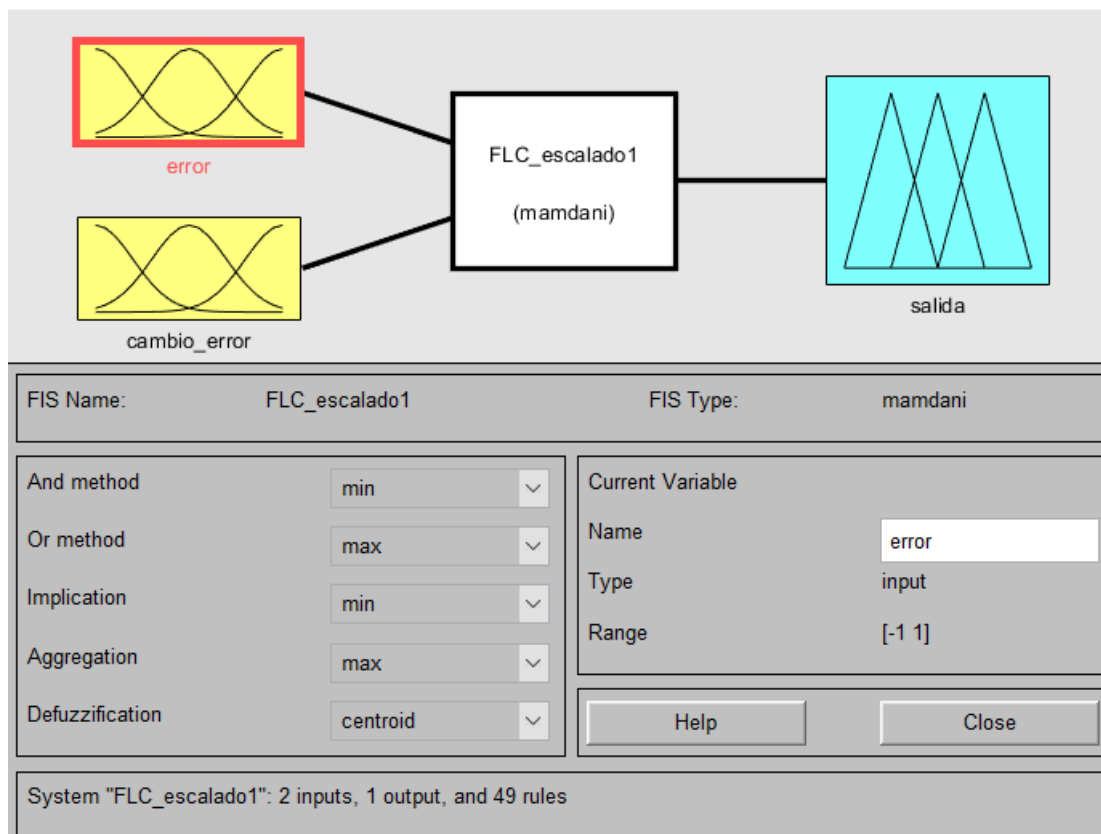 error
FLC_escalado1
(mamdani)
cambio_error
salida
FIS Name: FLC_escalado1 FIS Type: mamdani
And method min
Or method max
Implication min
Aggregation max
Defuzzification centroid
Current Variable
Name error
Type input
Range [-1 1]
Help Close
System "FLC_escalado1": 2 inputs, 1 output, and 49 rules